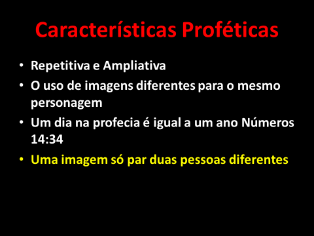 Características Proféticas
• Repetitiva e Ampliativa
• O uso de imagens diferentes para o mesmo
personagem
• Um dia na profecia é igual a um ano Números
14:34
• Uma imagem só par duas pessoas diferentes